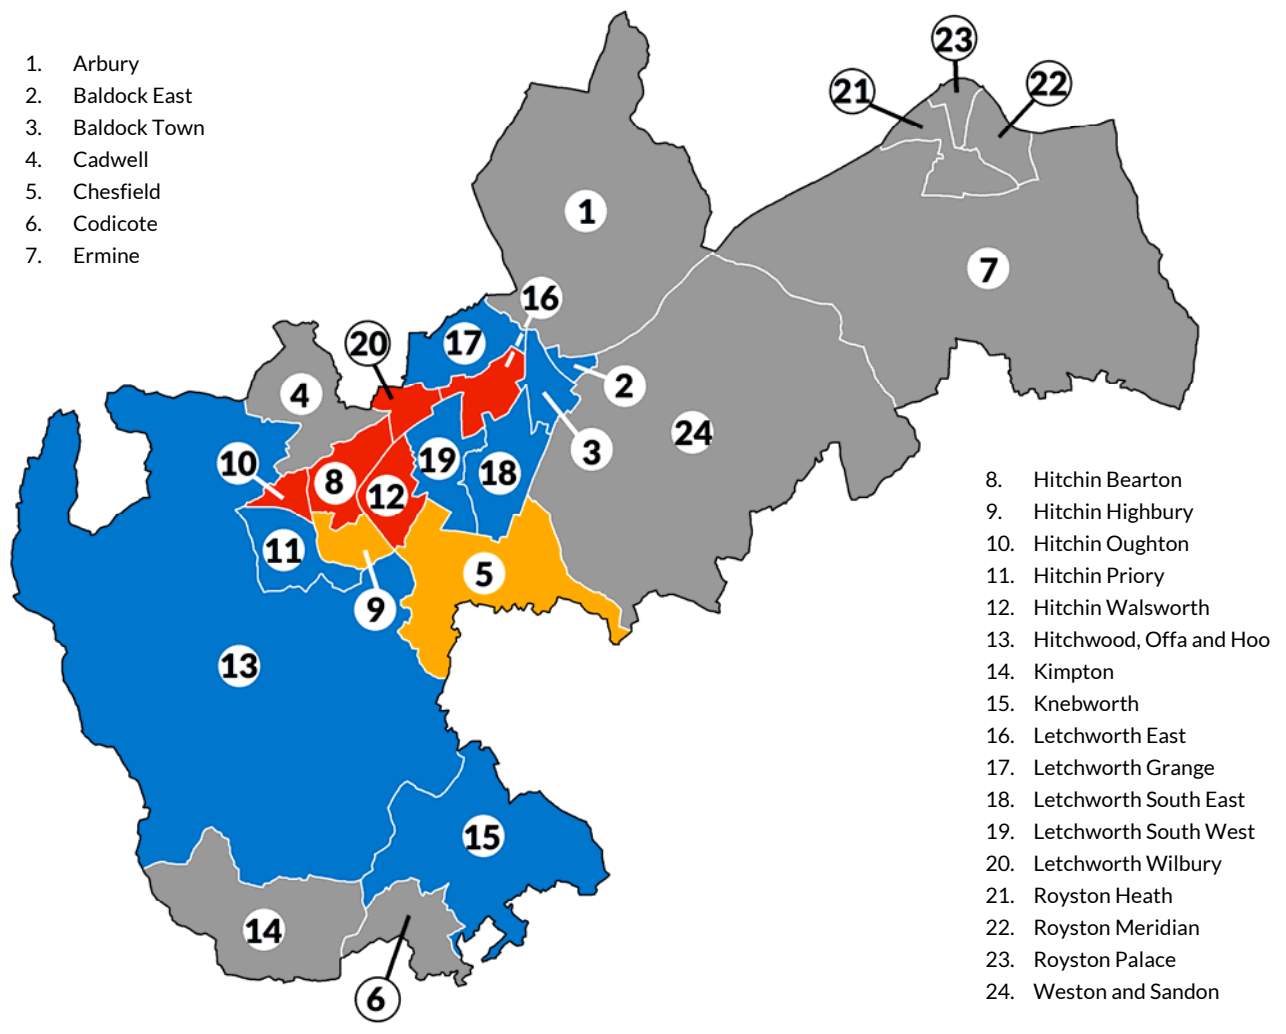 1. Arbury
2. Baldock East
3. Baldock Town
4. Cadwell
5. Chesfield
6. Codicote
7. Ermine
23
21
22
1
7
16
17
20
2
4
24
3
10
19
8
18
12
11
5
9
13
15
14
6
8. Hitchin Bearton
9. Hitchin Highbury
10. Hitchin Oughton
11. Hitchin Priory
12. Hitchin Walsworth
13. Hitchwood, Offa and Hoo
14. Kimpton
15. Knebworth
16. Letchworth East
17. Letchworth Grange
18. Letchworth South East
19. Letchworth South West
20. Letchworth Wilbury
21. Royston Heath
22. Royston Meridian
23. Royston Palace
24. Weston and Sandon